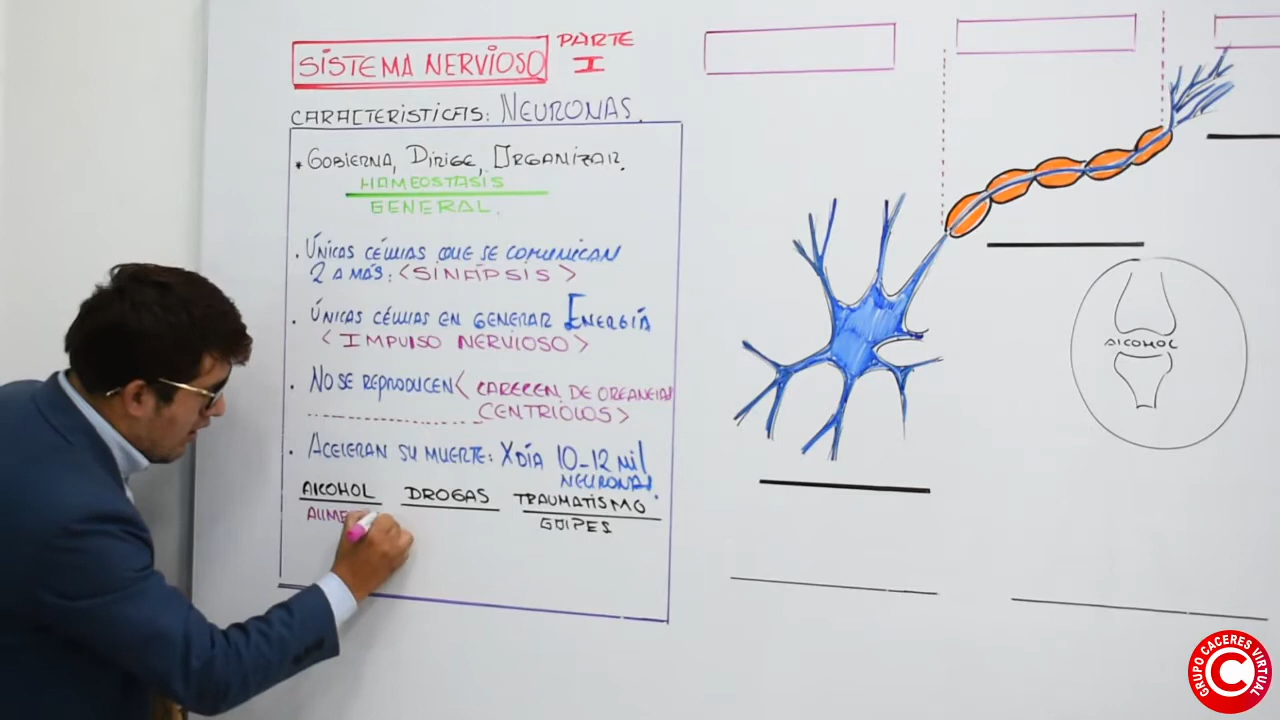 SISTEMA NERVIOSO
PARTE
I
CARACTERISTICAS: NEURONAS.
• GOBIERNA, DIRIGE, ORGANIZAR.
HOMEOSTASIS
GENERAL.
• ÚNICAS CÉLULAS QUE SE COMUNICAN
2 A MÁS: <SINAPSIS>
• ÚNICAS CÉLULAS EN GENERAR ENERGÍA
<IMPULSO NERVIOSO>
• NO SE REPRODUCEN < CARECEN DE ORGANELAS
CENTRIOLOS>
• ACELERAN SU MUERTE: X DÍA 10-12 mil
NEURONAS.
ALCOHOL DROGAS TRAUMATISMO
GOLPES
ALIME
ALCOHOL
GRUPO CACERES VIRTUAL
C